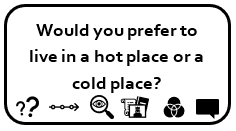 Would you prefer to
live in a hot place or a
cold place?
??